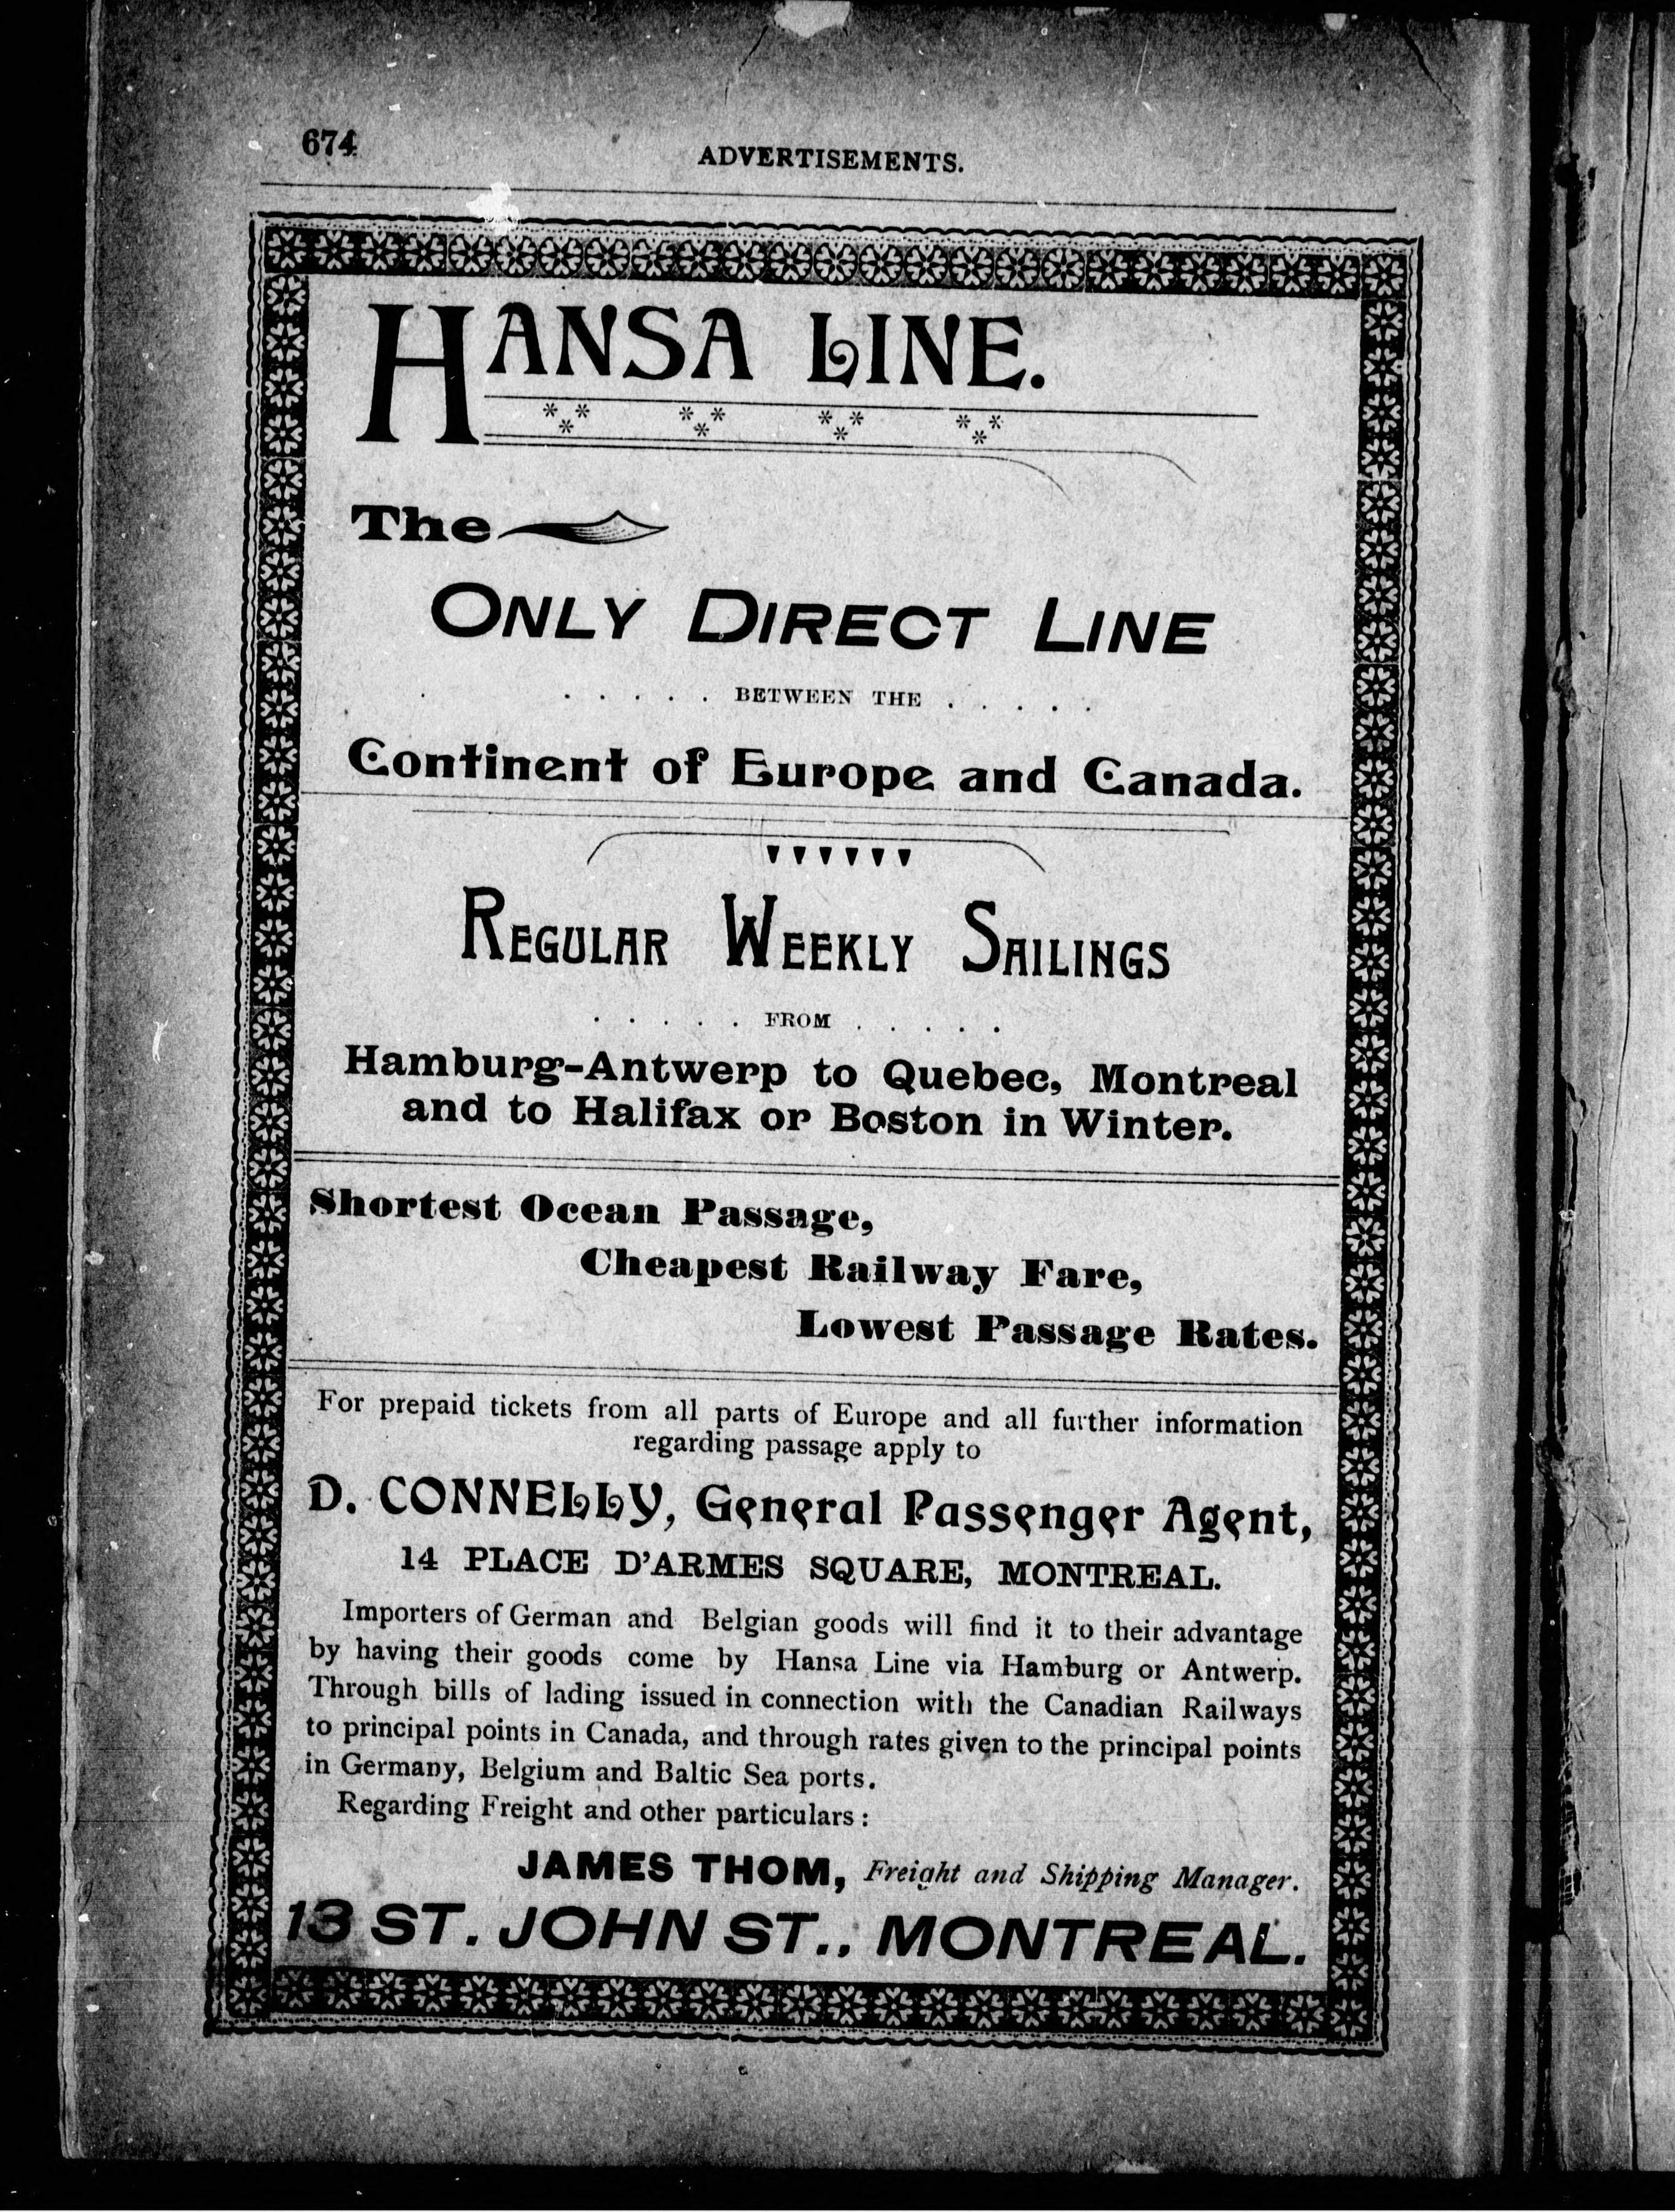 674
ADVERTISEMENTS.
HANSA LINE.
The
ONLY DIRECT LINE
. . . . . BETWEEN THE . . . . .
Continent of Europe and Canada.
REGULAR WEEKLY SAILINGS
. . . . . FROM . . . . .
Hamburg-Antwerp to Quebec, Montreal
and to Halifax or Boston in Winter.
Shortest Ocean Passage,
Cheapest Railway Fare,
Lowest Passage Rates.
For prepaid tickets from all parts of Europe and all further information
regarding passage apply to
D. CONNELLY, General Passenger Agent,
14 PLACE D'ARMES SQUARE, MONTREAL.
Importers of German and Belgian goods will find it to their advantage
by having their goods come by Hansa Line via Hamburg or Antwerp.
Through bills of lading issued in connection with the Canadian Railways
to principal points in Canada, and through rates given to the principal points
in Germany, Belgium and Baltic Sea ports.
Regarding Freight and other particulars :
JAMES THOM, Freight and Shipping Manager.
13 ST. JOHN ST., MONTREAL.